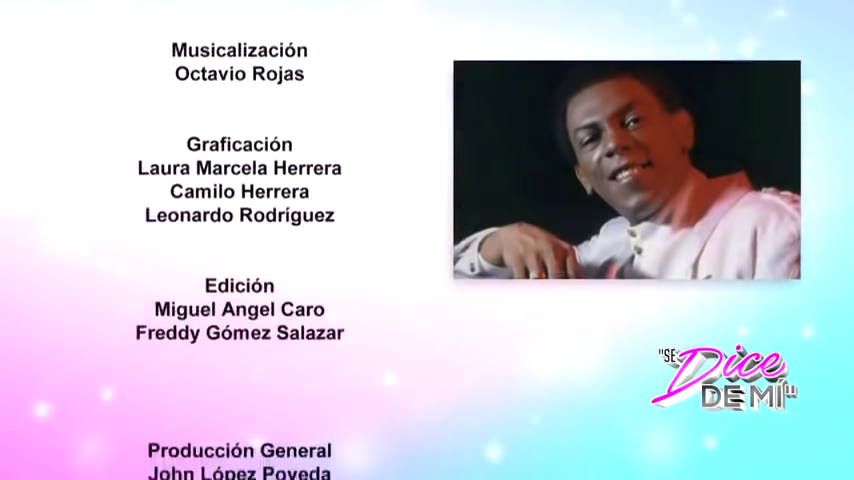 Musicalización
Octavio Rojas
Graficación
Laura Marcela Herrera
Camilo Herrera
Leonardo Rodríguez
Edición
Miguel Angel Caro
Freddy Gómez Salazar
Producción General
John López Poveda
"SE
Dice
DE MÍ"